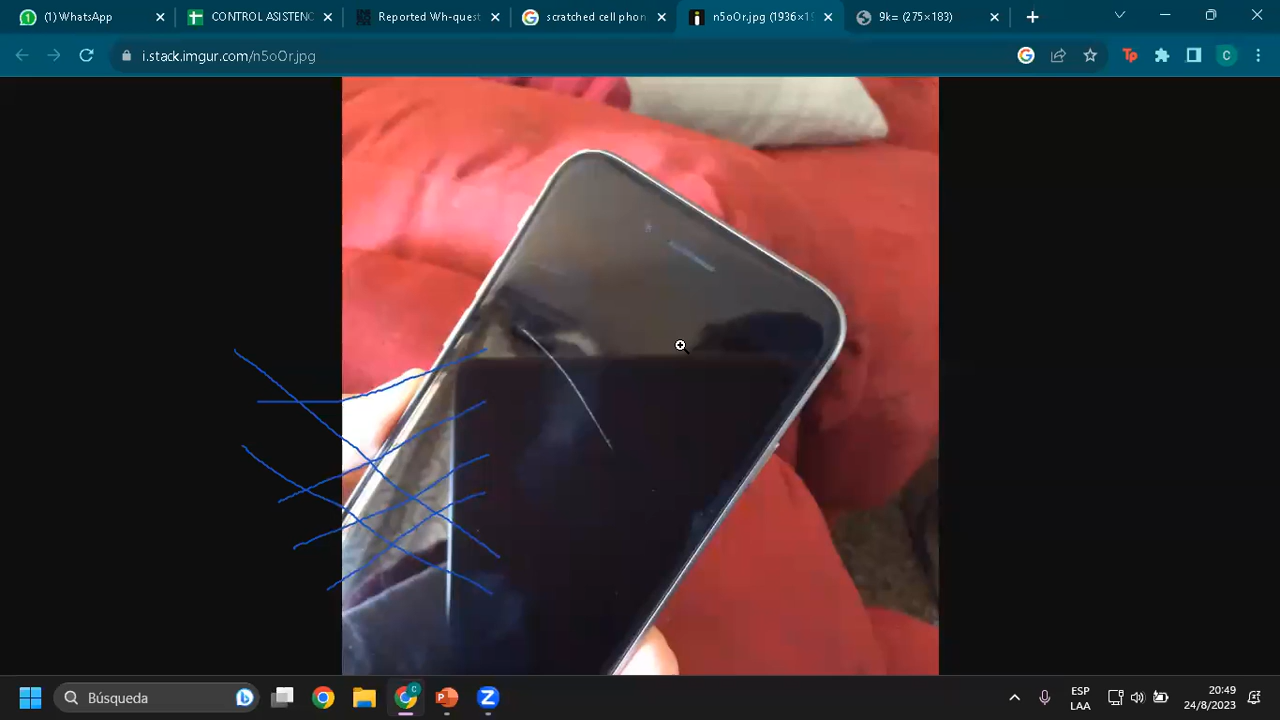 (1) WhatsApp
CONTROL ASISTENC
Reported Wh-quest
scratched cell phon
n5oOr.jpg (1936×1
9k= (275×183)
i.stack.imgur.com/n5oOr.jpg
Tp
C
Búsqueda
C
ESP
LAA
20:49
24/8/2023